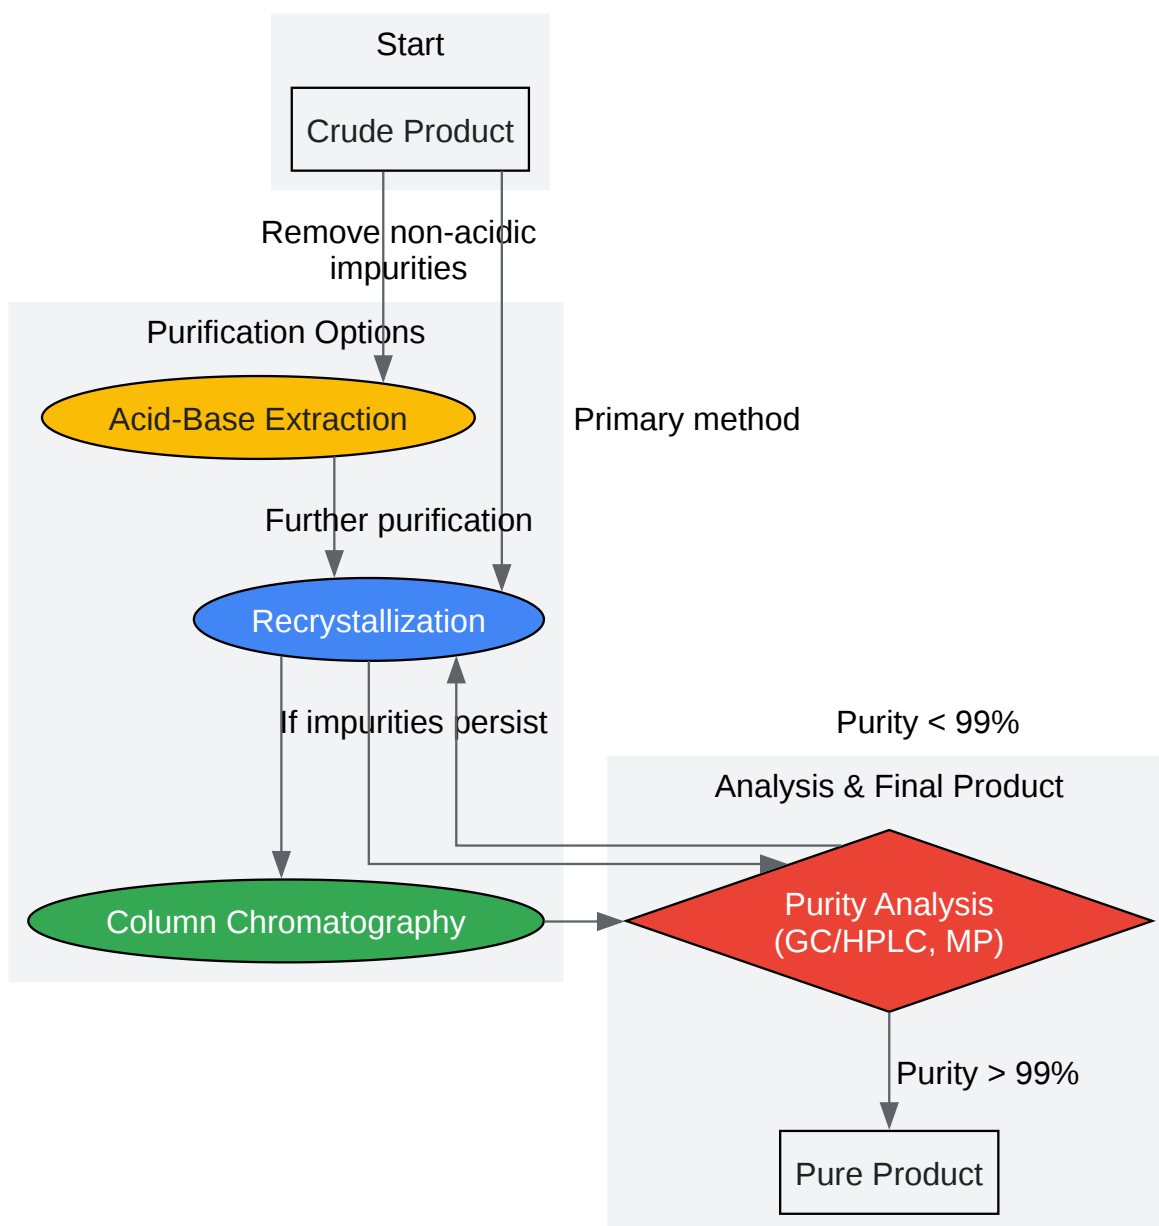 Start
Crude Product
Remove non-acidic
impurities
Purification Options
Acid-Base Extraction
Primary method
Further purification
Recrystallization
If impurities persist
Purity < 99%
Analysis & Final Product
Purity Analysis
(GC/HPLC, MP)
Column Chromatography
Purity > 99%
Pure Product